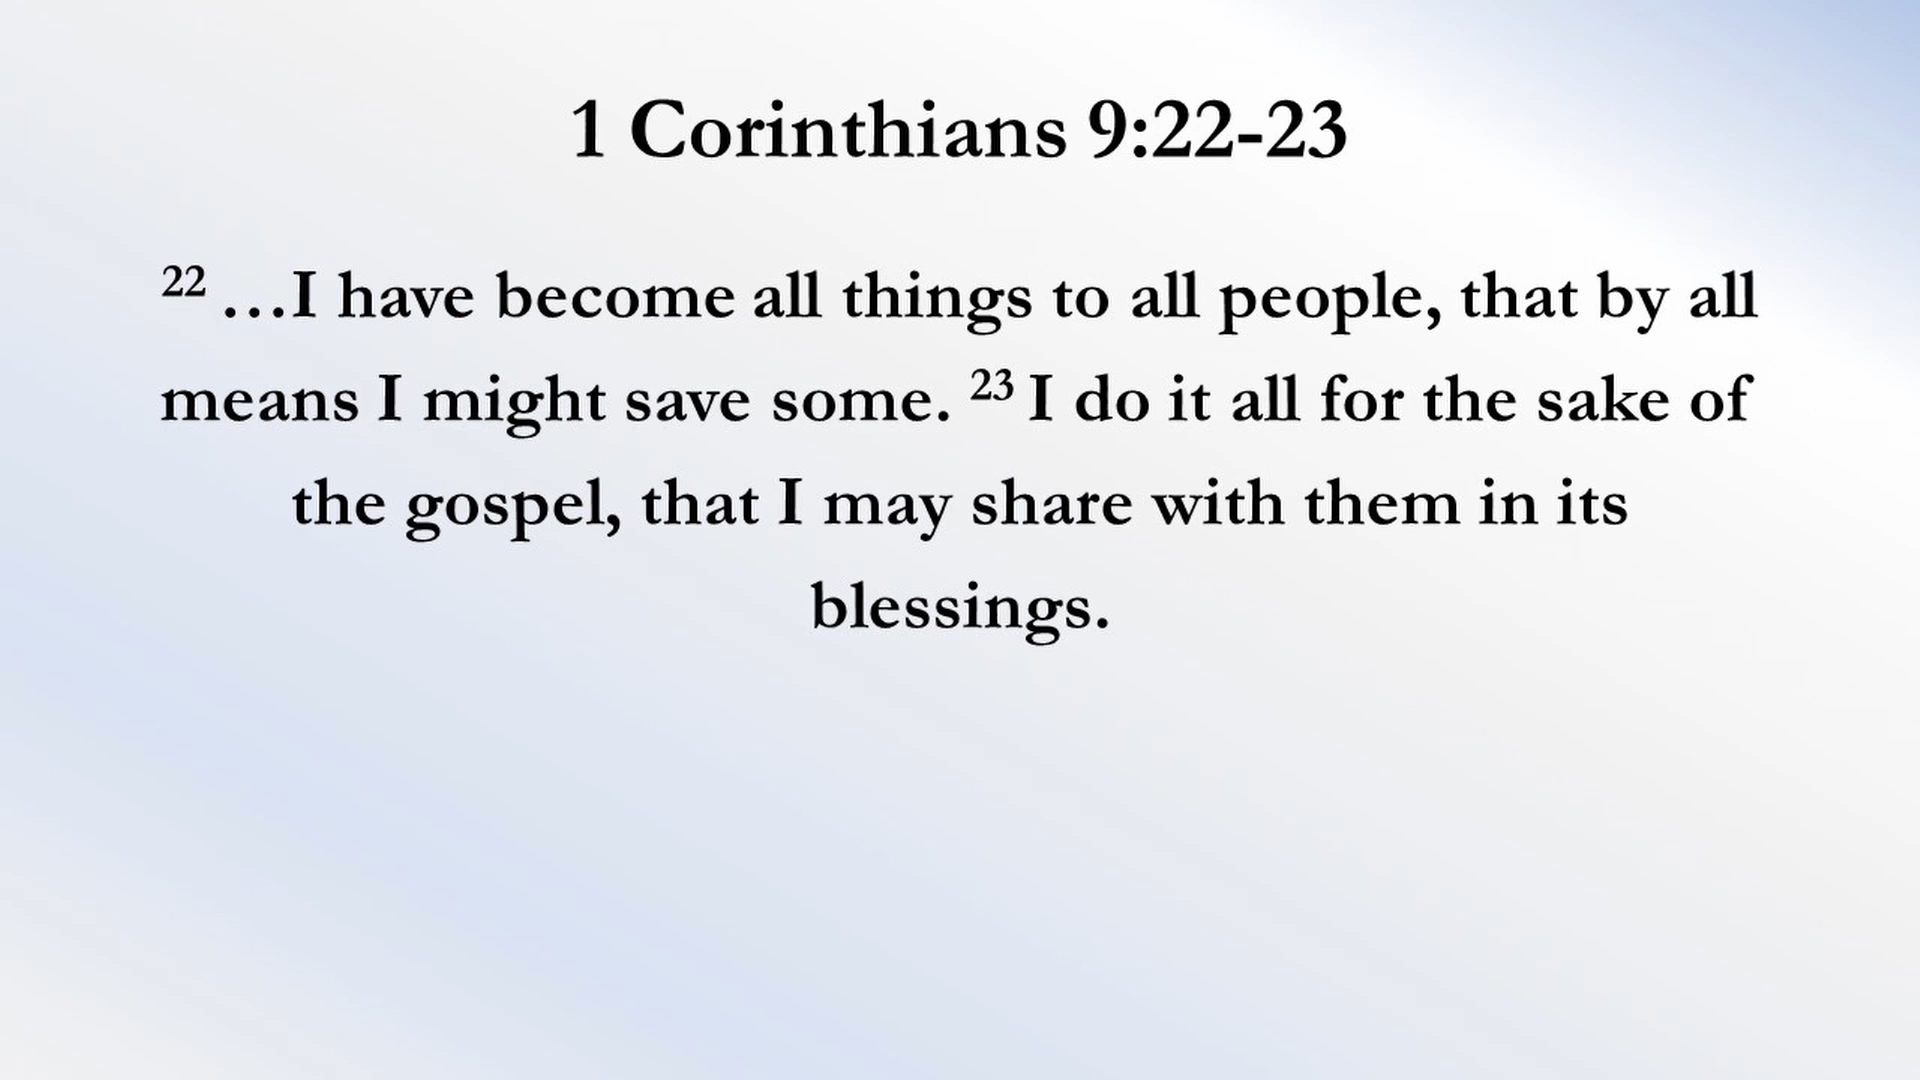 1 Corinthians 9:22-23
22 …I have become all things to all people, that by all
means I might save some. 23 I do it all for the sake of
the gospel, that I may share with them in its
blessings.